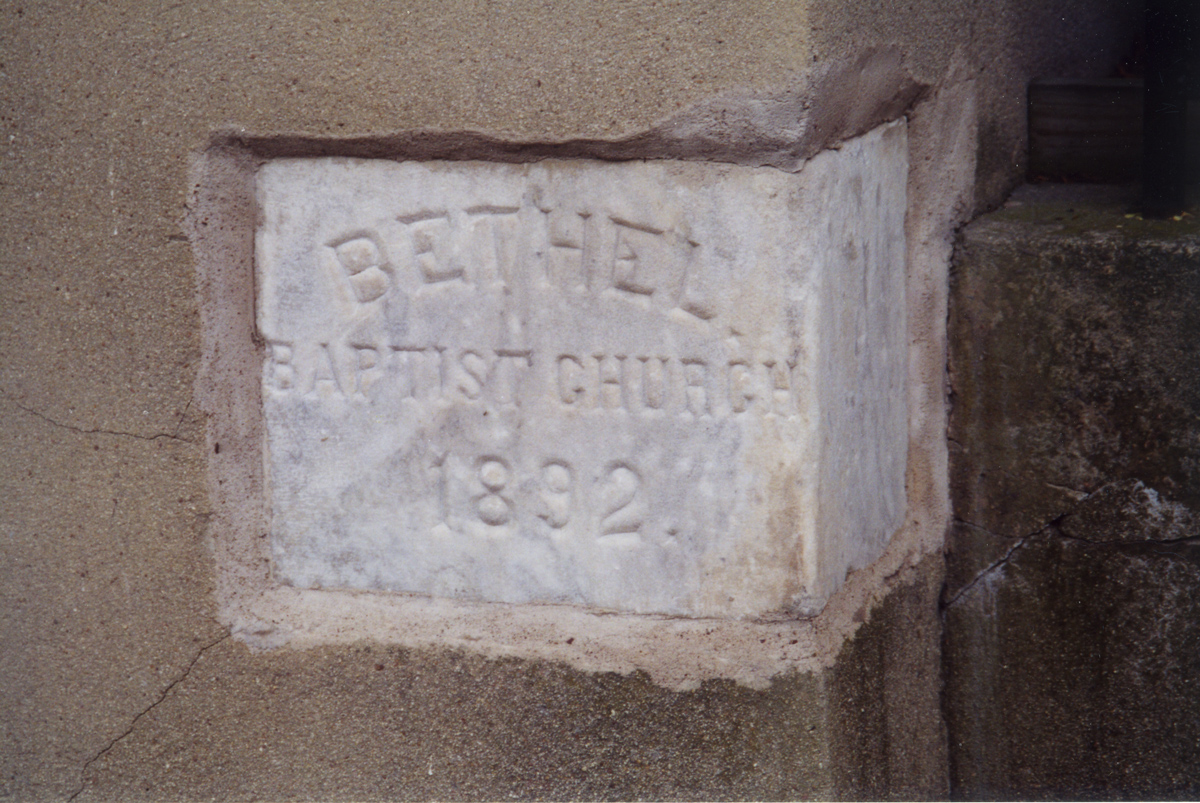 BETHEL
BAPTIST CHURCH
1892.